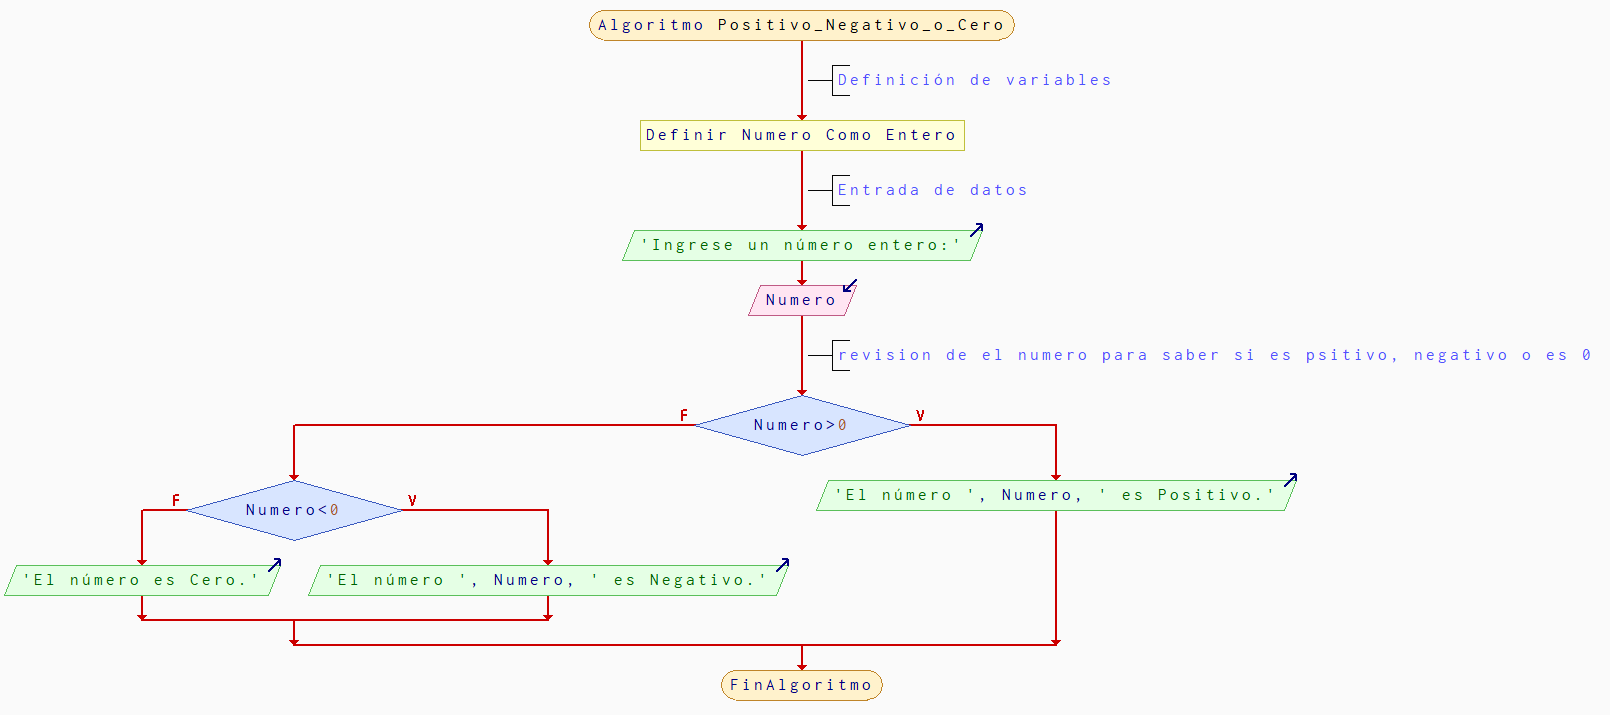 Algoritmo Positivo_Negativo_o_Cero
Definición de variables
Definir Numero Como Entero
Entrada de datos
'Ingrese un número entero:'
Numero
revision de el numero para saber si es psitivo, negativo o es 0
F
Numero>0
V
F
Numero<0
V
'El número ', Numero, ' es Positivo.'
'El número es Cero.'
'El número ', Numero, ' es Negativo.'
FinAlgoritmo